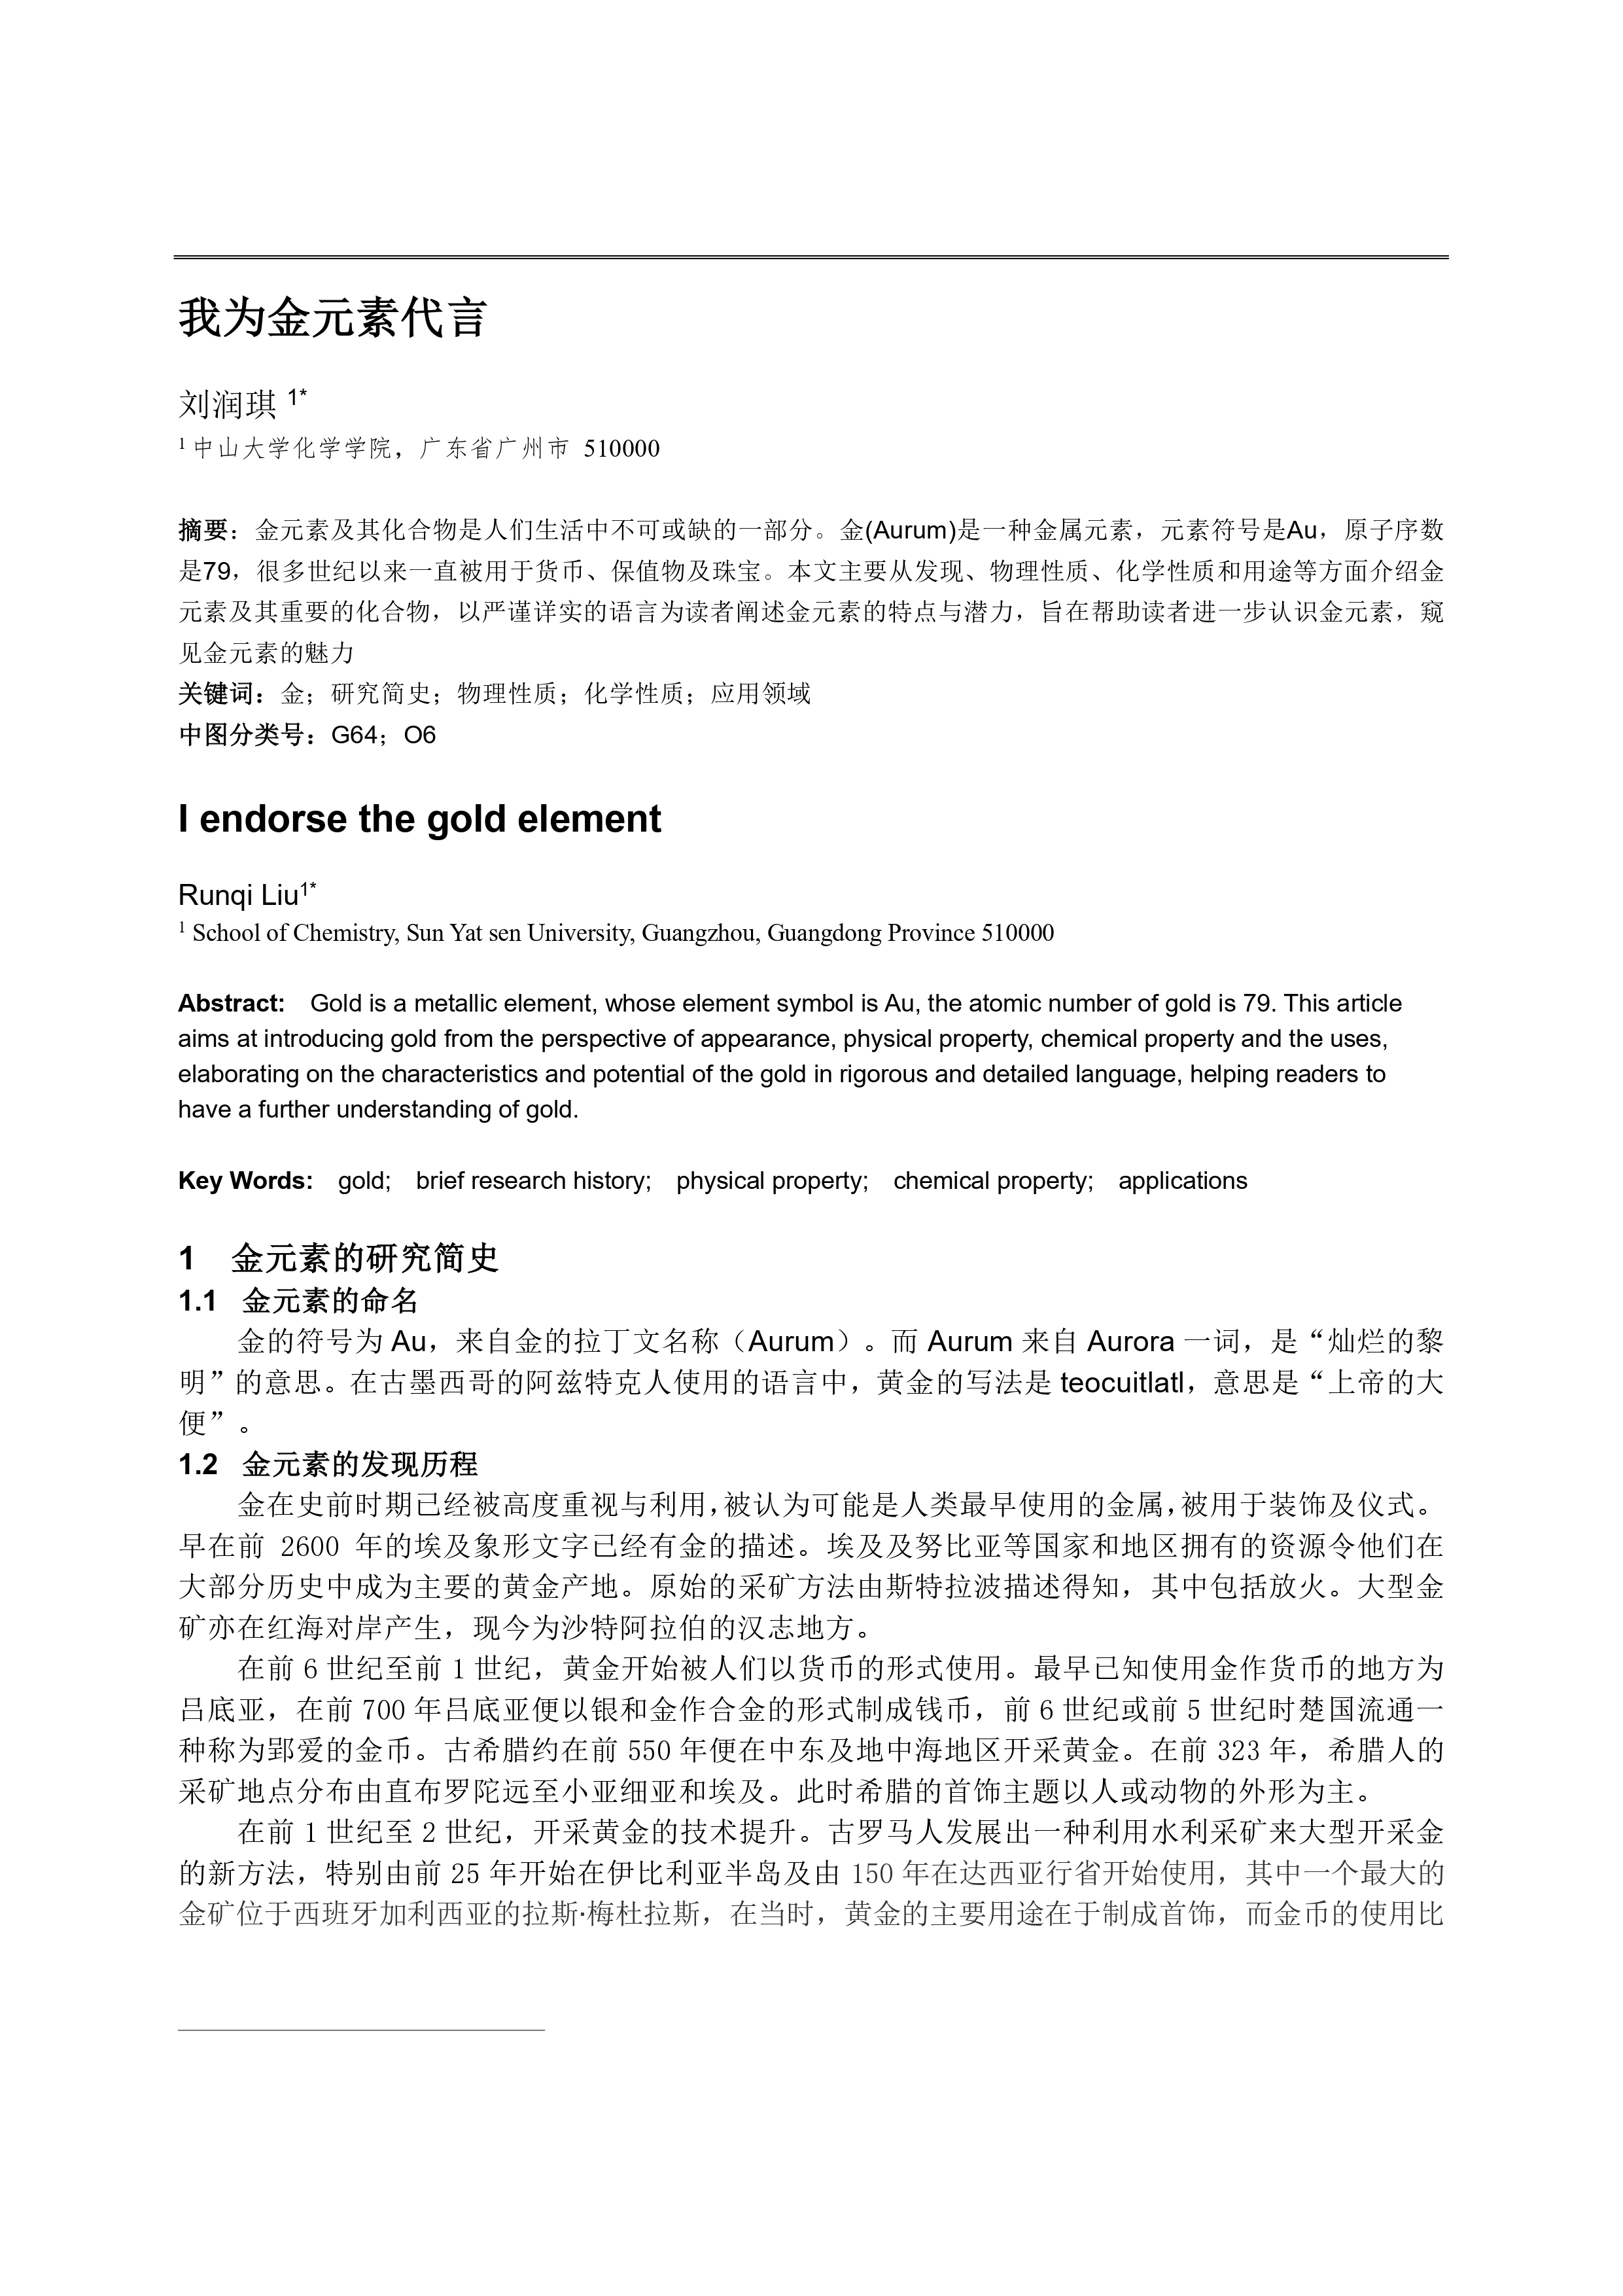 我为金元素代言
刘润琪 1*
1 中山大学化学学院，广东省广州市 510000
摘要：金元素及其化合物是人们生活中不可或缺的一部分。金(Aurum)是一种金属元素，元素符号是Au，原子序数
是79，很多世纪以来一直被用于货币、保值物及珠宝。本文主要从发现、物理性质、化学性质和用途等方面介绍金
元素及其重要的化合物，以严谨详实的语言为读者阐述金元素的特点与潜力，旨在帮助读者进一步认识金元素，窥
见金元素的魅力
关键词：金；研究简史；物理性质；化学性质；应用领域
中图分类号：G64；O6
I endorse the gold element
Runqi Liu1*
1 School of Chemistry, Sun Yat sen University, Guangzhou, Guangdong Province 510000
Abstract: Gold is a metallic element, whose element symbol is Au, the atomic number of gold is 79. This article
aims at introducing gold from the perspective of appearance, physical property, chemical property and the uses,
elaborating on the characteristics and potential of the gold in rigorous and detailed language, helping readers to
have a further understanding of gold.
Key Words: gold; brief research history; physical property; chemical property; applications
1 金元素的研究简史
1.1 金元素的命名
金的符号为 Au，来自金的拉丁文名称（Aurum）。而 Aurum 来自 Aurora 一词，是“灿烂的黎
明”的意思。在古墨西哥的阿兹特克人使用的语言中，黄金的写法是 teocuitlatl，意思是“上帝的大
便”。
1.2 金元素的发现历程
金在史前时期已经被高度重视与利用,被认为可能是人类最早使用的金属,被用于装饰及仪式。
早在前 2600 年的埃及象形文字已经有金的描述。埃及及努比亚等国家和地区拥有的资源令他们在
大部分历史中成为主要的黄金产地。原始的采矿方法由斯特拉波描述得知，其中包括放火。大型金
矿亦在红海对岸产生，现今为沙特阿拉伯的汉志地方。
在前 6 世纪至前 1 世纪，黄金开始被人们以货币的形式使用。最早已知使用金作货币的地方为
吕底亚，在前 700 年吕底亚便以银和金作合金的形式制成钱币，前 6 世纪或前 5 世纪时楚国流通一
种称为郢爱的金币。古希腊约在前 550 年便在中东及地中海地区开采黄金。在前 323 年，希腊人的
采矿地点分布由直布罗陀远至小亚细亚和埃及。此时希腊的首饰主题以人或动物的外形为主。
在前 1 世纪至 2 世纪，开采黄金的技术提升。古罗马人发展出一种利用水利采矿来大型开采金
的新方法，特别由前 25 年开始在伊比利亚半岛及由 150 年在达西亚行省开始使用，其中一个最大的
金矿位于西班牙加利西亚的拉斯·梅杜拉斯，在当时，黄金的主要用途在于制成首饰，而金币的使用比